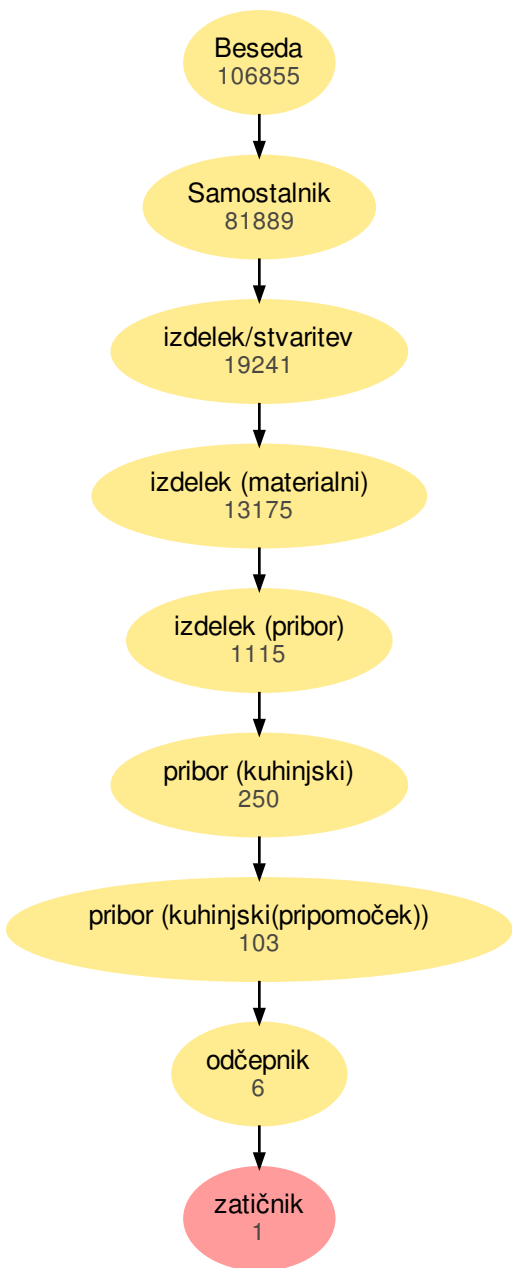 Beseda
106855
Samostalnik
81889
izdelek/stvaritev
19241
izdelek (materialni)
13175
izdelek (pribor)
1115
pribor (kuhinjski)
250
pribor (kuhinjski(pripomoček))
103
odčepnik
6
zatičnik
1